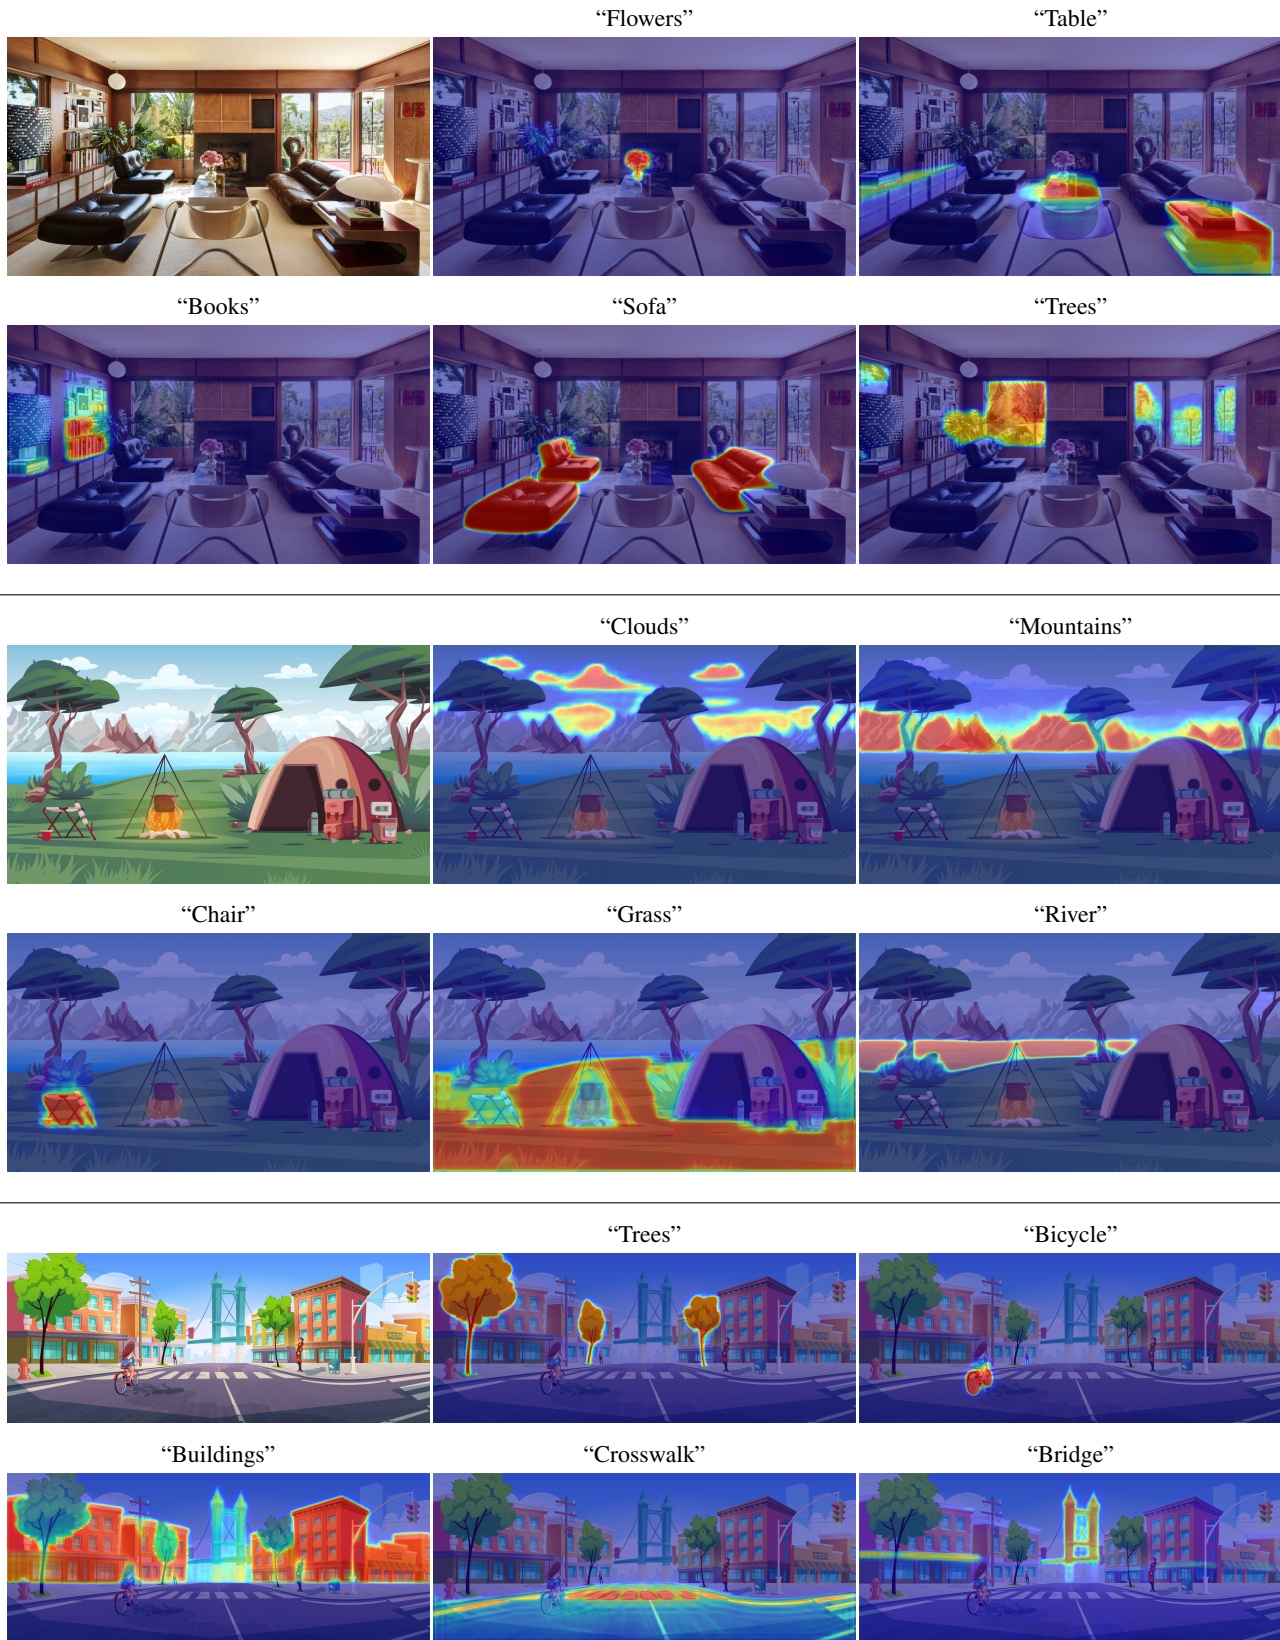 “Flowers”
“Table”
“Books”
“Sofa”
“Trees”
“Clouds”
“Mountains”
“Chair”
“Grass”
“River”
“Trees”
“Bicycle”
“Buildings”
“Crosswalk”
“Bridge”